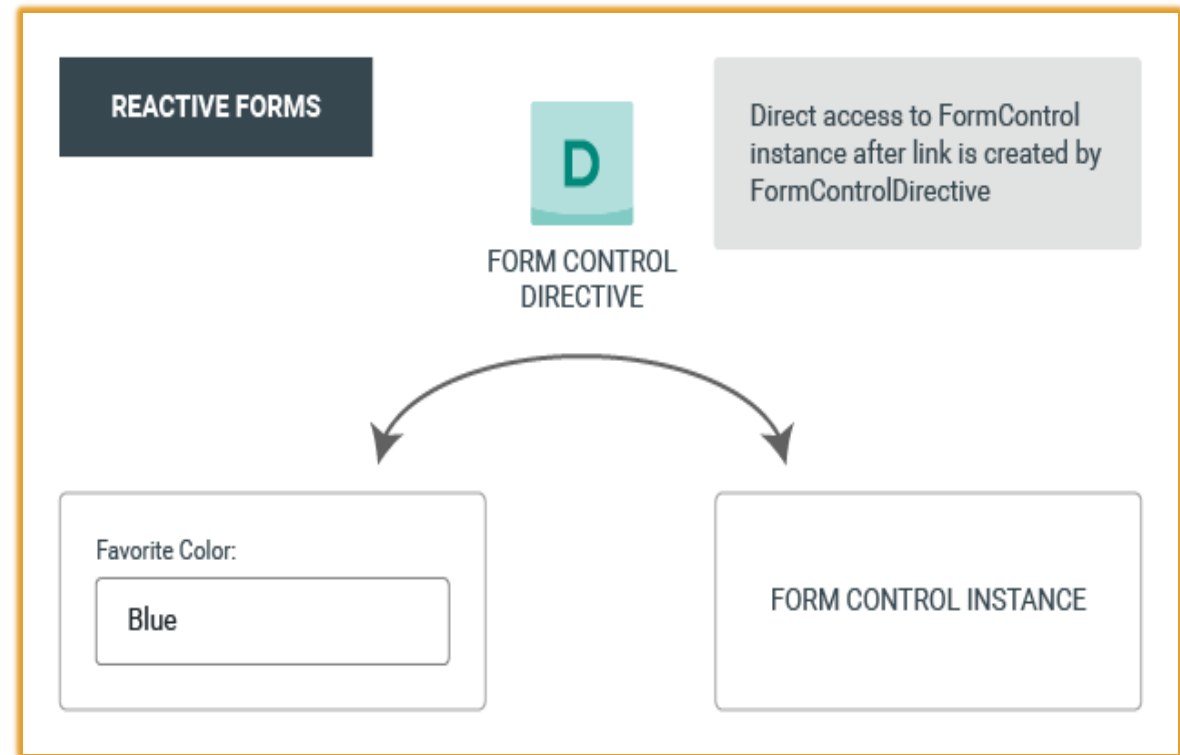 REACTIVE FORMS
D
FORM CONTROL
DIRECTIVE
Direct access to FormControl
instance after link is created by
FormControlDirective
Favorite Color:
Blue
FORM CONTROL INSTANCE